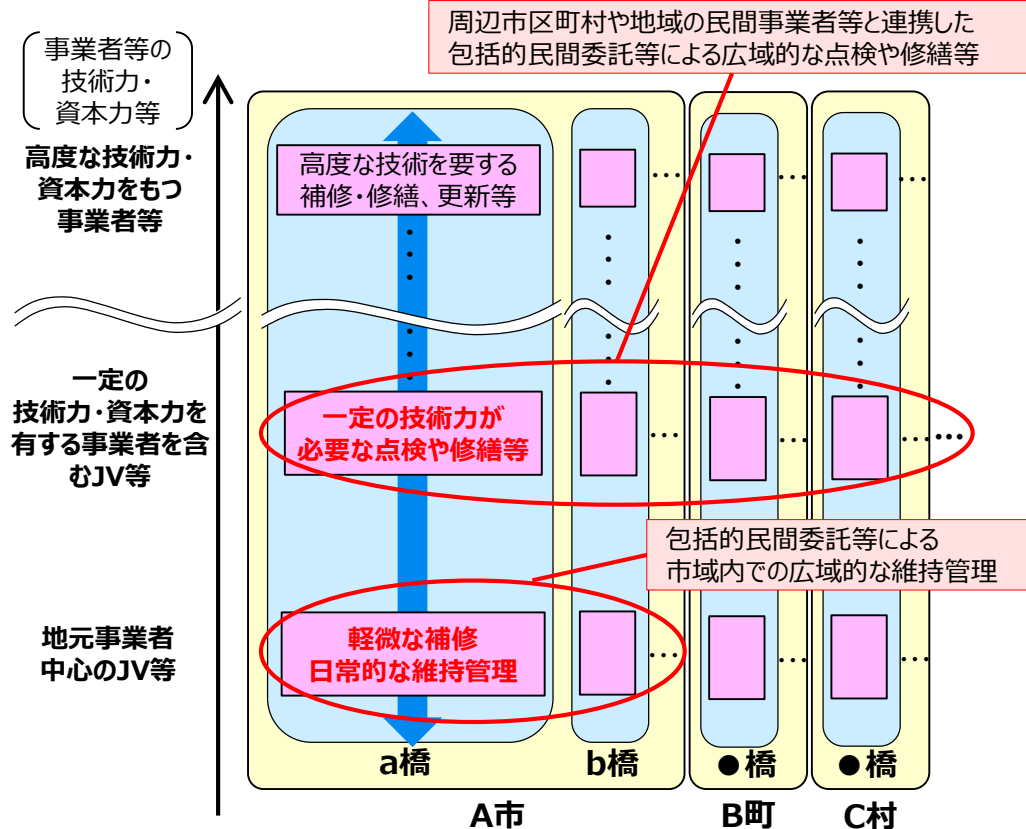 周辺市区町村や地域の民間事業者等と連携した
包括的民間委託等による広域的な点検や修繕等
事業者等の
技術力・
資本力等
高度な技術力・
資本力をもつ
事業者等
高度な技術を要する
補修・修繕、更新等
…
…
…
…
一定の
技術力・資本力を
有する事業者を含
むJV等
一定の技術力が
必要な点検や修繕等
…
…
……
包括的民間委託等による
市域内での広域的な維持管理
地元事業者
中心のJV等
軽微な補修
日常的な維持管理
…
…
…
a橋
b橋
●橋
●橋
A市
B町
C村